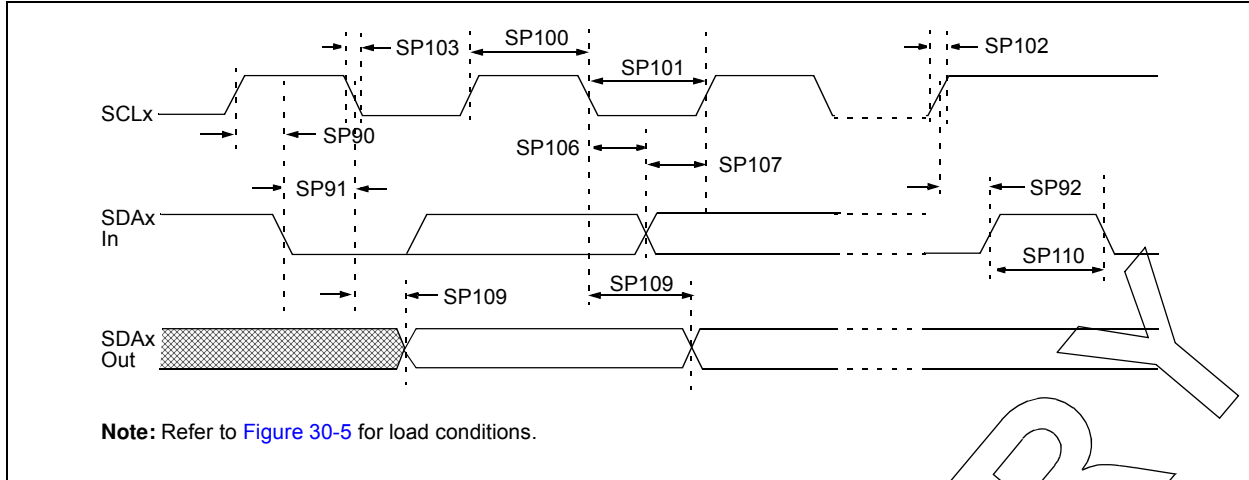 SP103
SP100
SP102
SP101
SCLx
SP90
SP106
SP107
SP91
SP92
SDAx
In
SP110
SP109
SP109
SDAx
Out
Note: Refer to Figure 30-5 for load conditions.
R
Y